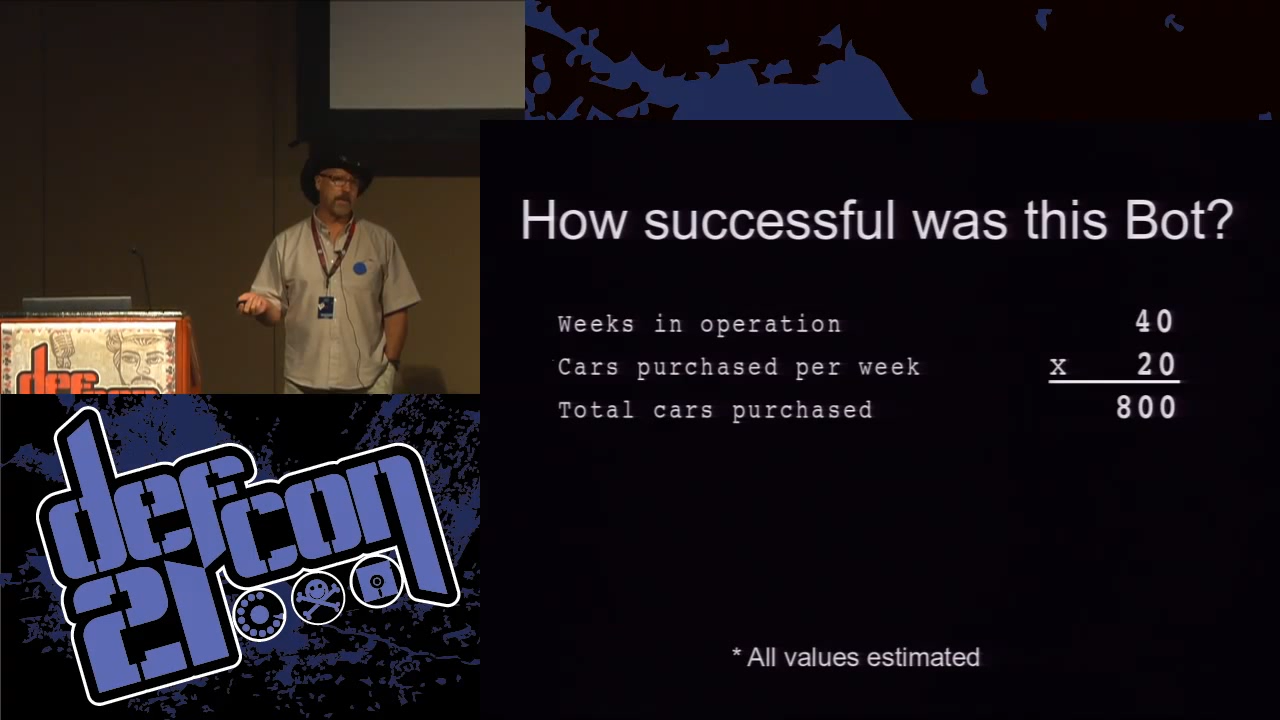 How successful was this Bot?
Weeks in operation 40
Cars purchased per week x 20
Total cars purchased 800
* All values estimated
def
defcon
21